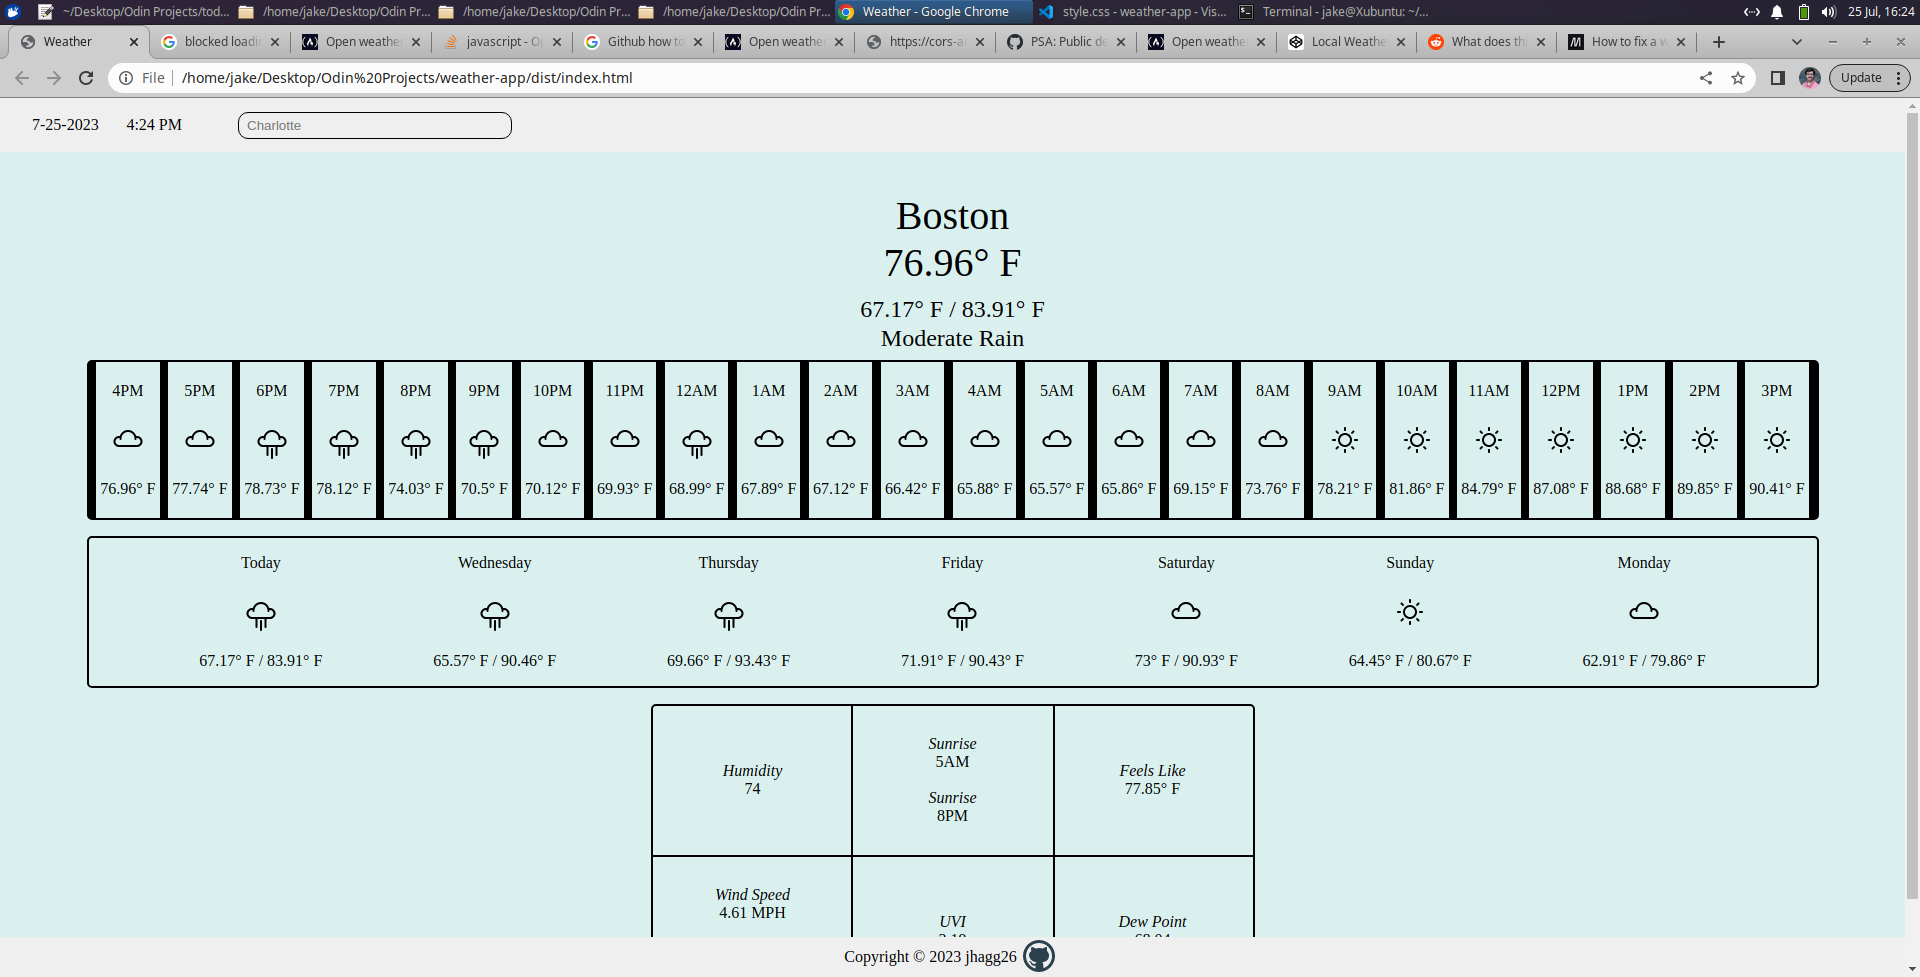 ~/Desktop/Odin Projects/tod... /home/jake/Desktop/Odin Pr... /home/jake/Desktop/Odin Pr... /home/jake/Desktop/Odin Pr... Weather - Google Chrome style.css - weather-app - Vis... Terminal - jake@Xubuntu: ~/... 25 Jul, 16:24
Weather blocked loadin Open weathe javascript - O Github how to Open weathe https://cors-a PSA: Public de Open weathe Local Weathe What does th How to fix a w
File /home/jake/Desktop/Odin%20Projects/weather-app/dist/index.html Update
7-25-2023 4:24 PM Charlotte
Boston
76.96° F
67.17° F / 83.91° F
Moderate Rain
4PM 5PM 6PM 7PM 8PM 9PM 10PM 11PM 12AM 1AM 2AM 3AM 4AM 5AM 6AM 7AM 8AM 9AM 10AM 11AM 12PM 1PM 2PM 3PM
76.96° F 77.74° F 78.73° F 78.12° F 74.03° F 70.5° F 70.12° F 69.93° F 68.99° F 67.89° F 67.12° F 66.42° F 65.88° F 65.57° F 65.86° F 69.15° F 73.76° F 78.21° F 81.86° F 84.79° F 87.08° F 88.68° F 89.85° F 90.41° F
Today Wednesday Thursday Friday Saturday Sunday Monday
67.17° F / 83.91° F 65.57° F / 90.46° F 69.66° F / 93.43° F 71.91° F / 90.43° F 73° F / 90.93° F 64.45° F / 80.67° F 62.91° F / 79.86° F
Sunrise
5AM
Humidity Feels Like
74 77.85° F
Sunrise
8PM
Wind Speed
4.61 MPH
UVI Dew Point
Copyright © 2023 jhagg26